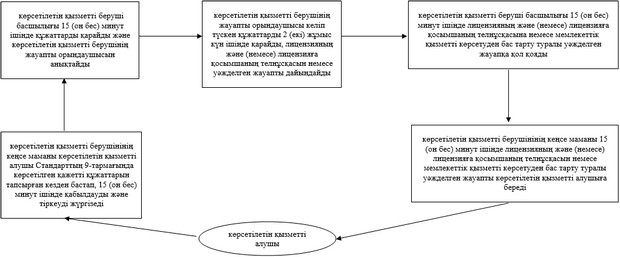 көрсетілетін қызметті беруші
басшылығы 15 (он бес) минут
ішінде құжаттарды қарайды және
көрсетілетін қызметті берушінің
жауапты орындаушысын
анықтайды
көрсетілетін қызметті берушінің
жауапты орындаушысы келіп
түскен құжаттарды 2 (екі) жұмыс
күн ішінде қарайды, лицензияның
және (немесе) лицензияға
қосымшаның телнұсқасын немесе
уәжделген жауапты дайындайды
көрсетілетін қызметті беруші басшылығы 15 (он бес)
минут ішінде лицензияның және (немесе) лицензияға
қосымшаның телнұсқасына немесе мемлекеттік
қызметті көрсетуден бас тарту туралы уәжделген
жауапқа қол қояды
көрсетілетін қызметті берушінінің кеңсе маманы 15
(он бес) минут ішінде лицензияның және (немесе)
лицензияға қосымшаның телнұсқасын немесе
мемлекеттік қызметті көрсетуден бас тарту туралы
уәжделген жауапты көрсетілетін қызметті алушыға
береді
көрсетілетін қызметті
алушы
көрсетілетін қызметті берушінінің
кеңсе маманы көрсетілетін қызметті
алушы Стандарттың 9-тармағында
көрсетілген қажетті құжаттарын
тапсырған кезден бастап, 15 (он бес)
минут ішінде қабылдауды және
тіркеуді жүргізеді